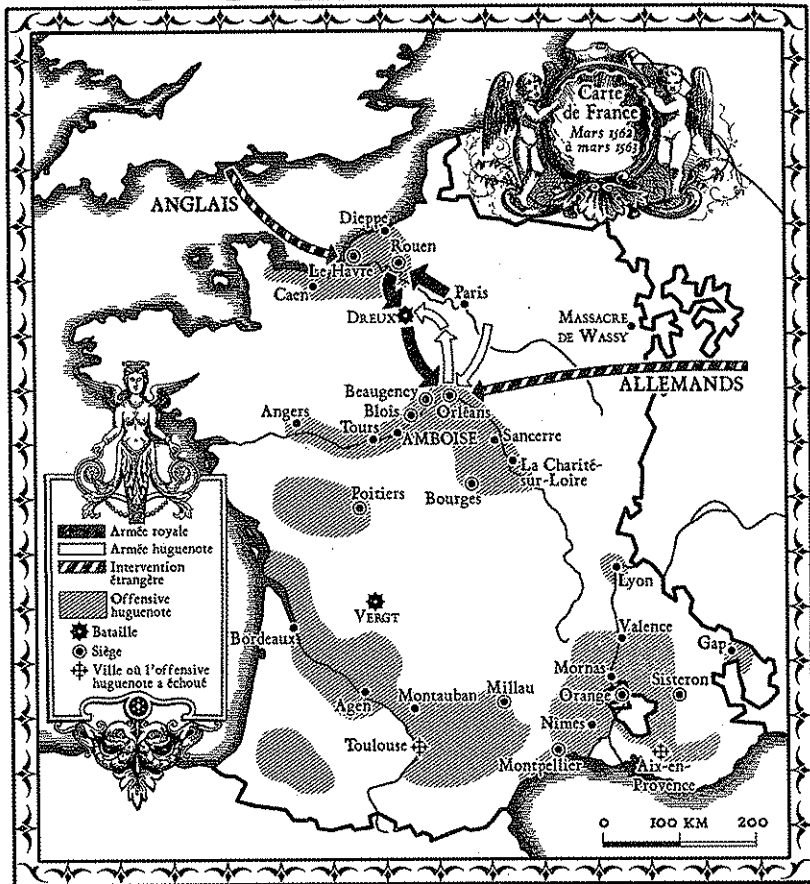 Carte
de France
Mars 1562
à mars 1563
ANGLAIS
Dieppe
Rouen
Le Havre
Caen
Paris
DREUX
MASSACRE
DE WASSY
ALLEMANDS
Beaugency
Blois
Orléans
Angers
Tours
AMBOISE
Sancerre
La Charité-
sur-Loire
Bourges
Poitiers
Armée royale
Armée huguenote
Intervention
étrangère
Offensive
huguenote
Bataille
Siège
Ville où l'offensive
huguenote a échoué
Lyon
VERGT
Bordeaux
Valence
Gap
Mornas
Sisteron
Orange
Agen
Montauban
Millau
Nîmes
Toulouse
Montpellier
Aix-en-
Provence
0 100 KM 200